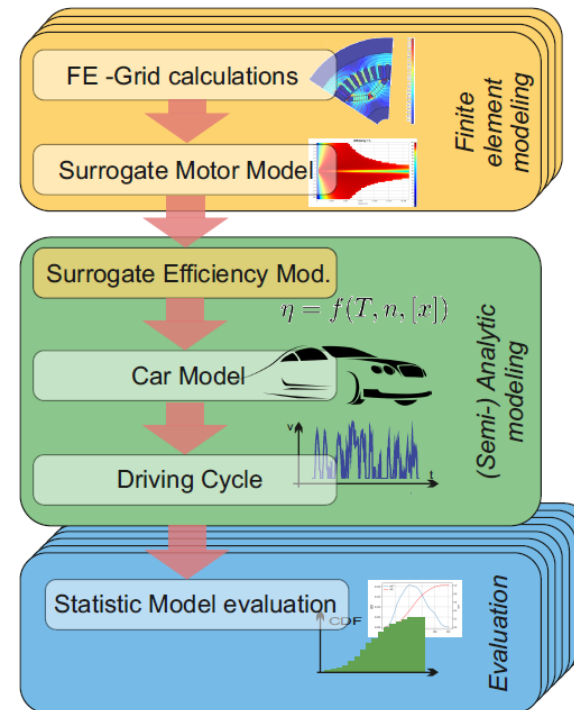 FE -Grid calculations
Surrogate Motor Model
Finite
element
modeling
Surrogate Efficiency Mod.
η = f(T, n, [x])
Car Model
v
t
Driving Cycle
(Semi-) Analytic
modeling
Statistic Model evaluation
CDF
Evaluation